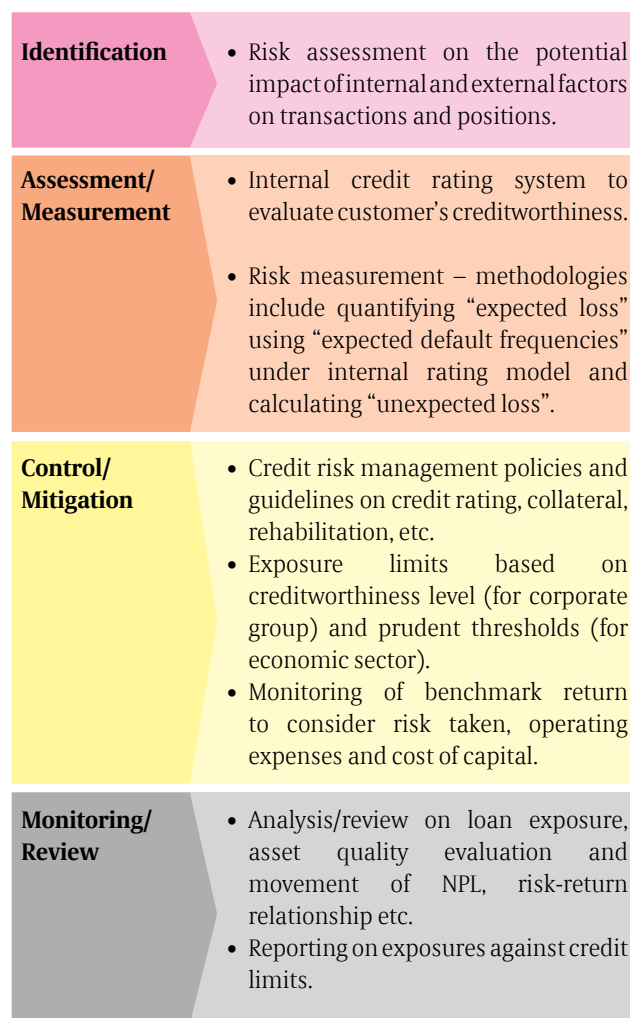 Identification
• Risk assessment on the potential
impact of internal and external factors
on transactions and positions.
Assessment/
Measurement
• Internal credit rating system to
evaluate customer's creditworthiness.
• Risk measurement – methodologies
include quantifying “expected loss”
using “expected default frequencies”
under internal rating model and
calculating “unexpected loss”.
Control/
Mitigation
• Credit risk management policies and
guidelines on credit rating, collateral,
rehabilitation, etc.
• Exposure limits based on
creditworthiness level (for corporate
group) and prudent thresholds (for
economic sector).
• Monitoring of benchmark return
to consider risk taken, operating
expenses and cost of capital.
Monitoring/
Review
• Analysis/review on loan exposure,
asset quality evaluation and
movement of NPL, risk-return
relationship etc.
• Reporting on exposures against credit
limits.